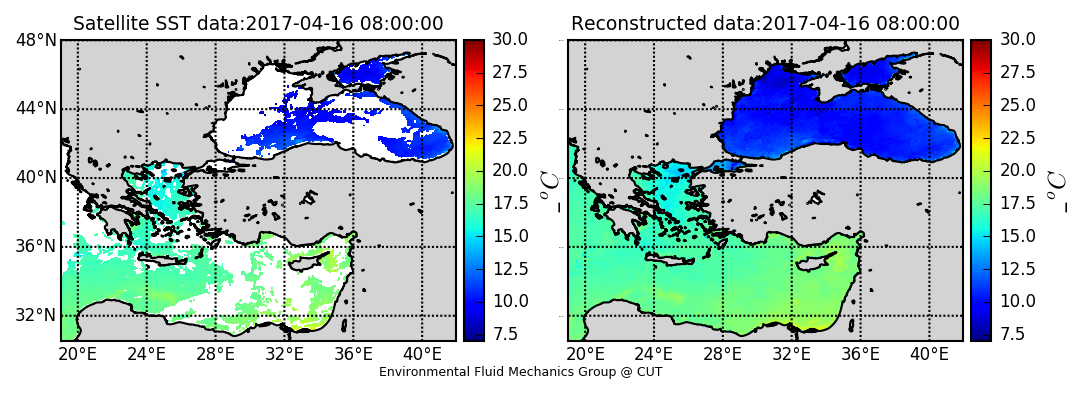 Satellite SST data:2017-04-16 08:00:00
Reconstructed data:2017-04-16 08:00:00
48°N
44°N
40°N
36°N
32°N
20°E 24°E 28°E 32°E 36°E 40°E
30.0
27.5
25.0
22.5
20.0
17.5
15.0
12.5
10.0
7.5
°C
20°E 24°E 28°E 32°E 36°E 40°E
30.0
27.5
25.0
22.5
20.0
17.5
15.0
12.5
10.0
7.5
°C
Environmental Fluid Mechanics Group @ CUT